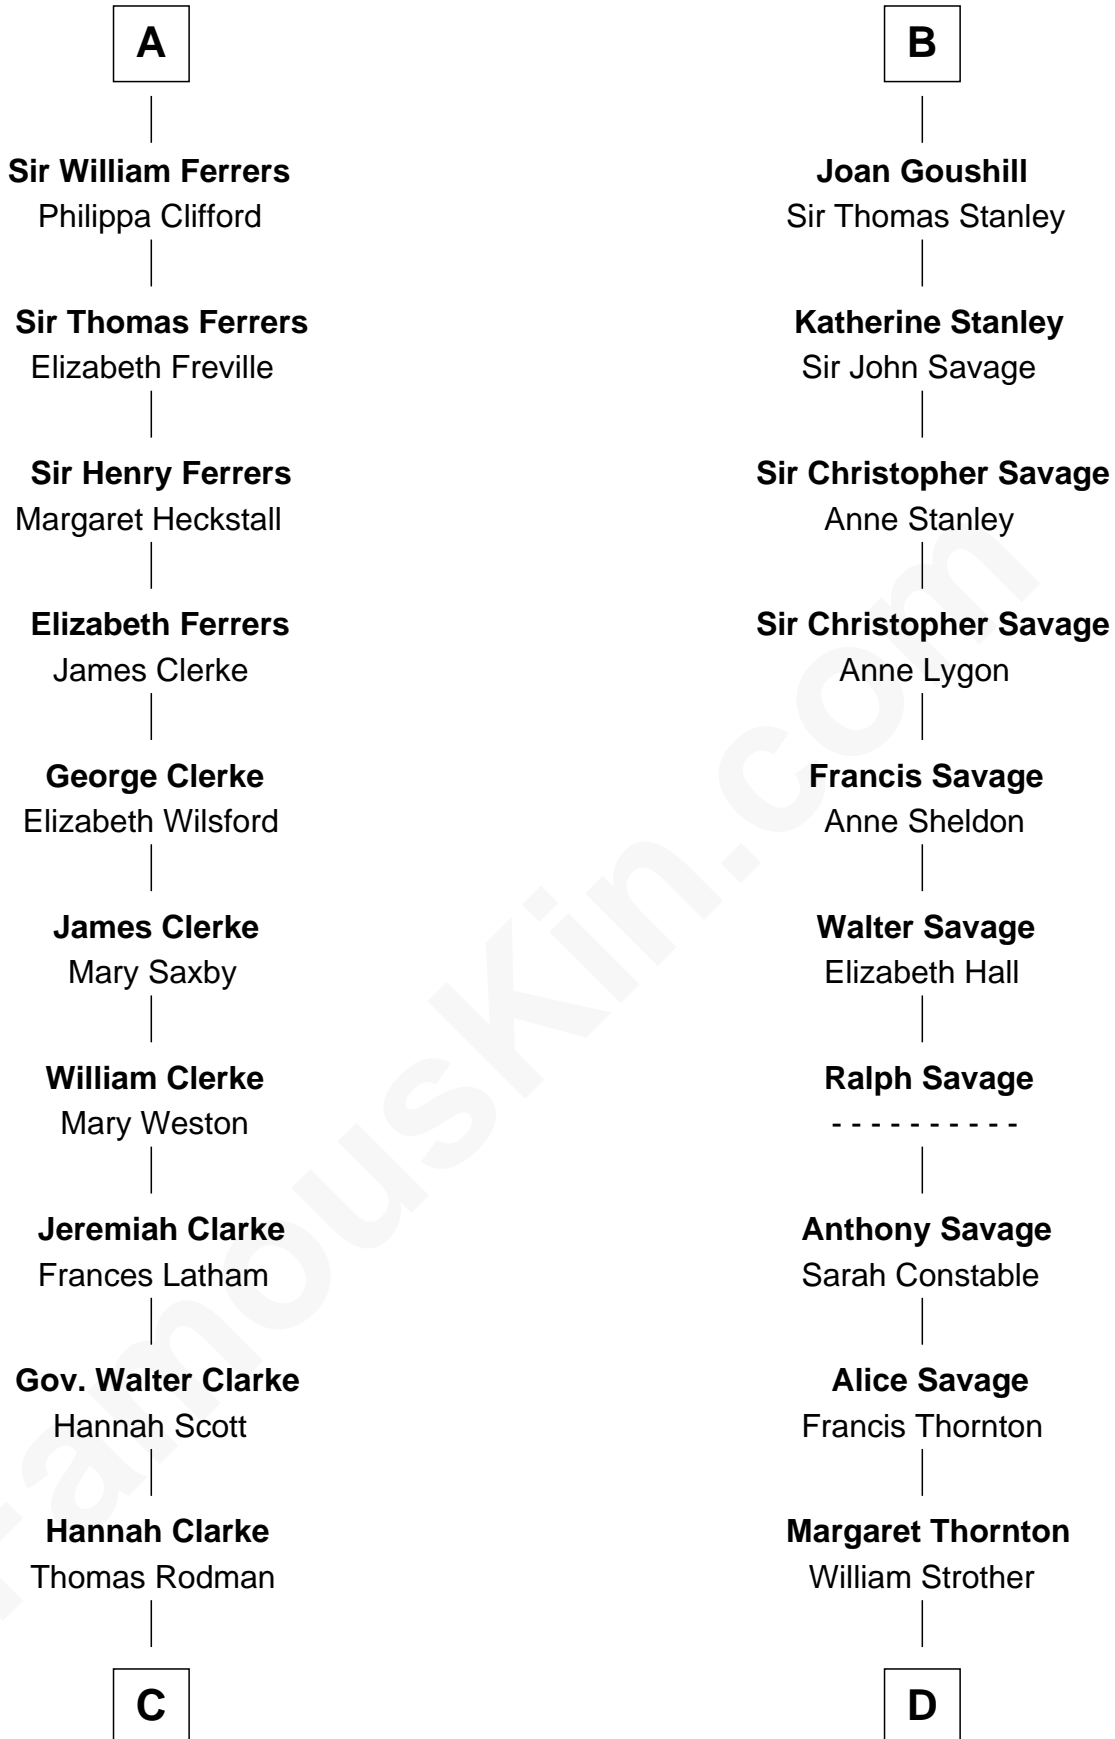 A
Sir William Ferrers
Philippa Clifford
Sir Thomas Ferrers
Elizabeth Freville
Sir Henry Ferrers
Margaret Heckstall
Elizabeth Ferrers
James Clerke
George Clerke
Elizabeth Wilsford
James Clerke
Mary Saxby
William Clerke
Mary Weston
Jeremiah Clarke
Frances Latham
Gov. Walter Clarke
Hannah Scott
Hannah Clarke
Thomas Rodman
C
B
Joan Goushill
Sir Thomas Stanley
Katherine Stanley
Sir John Savage
Sir Christopher Savage
Anne Stanley
Sir Christopher Savage
Anne Lygon
Francis Savage
Anne Sheldon
Walter Savage
Elizabeth Hall
Ralph Savage
- - - - - - - - - -
Anthony Savage
Sarah Constable
Alice Savage
Francis Thornton
Margaret Thornton
William Strother
D
FamousKin.com